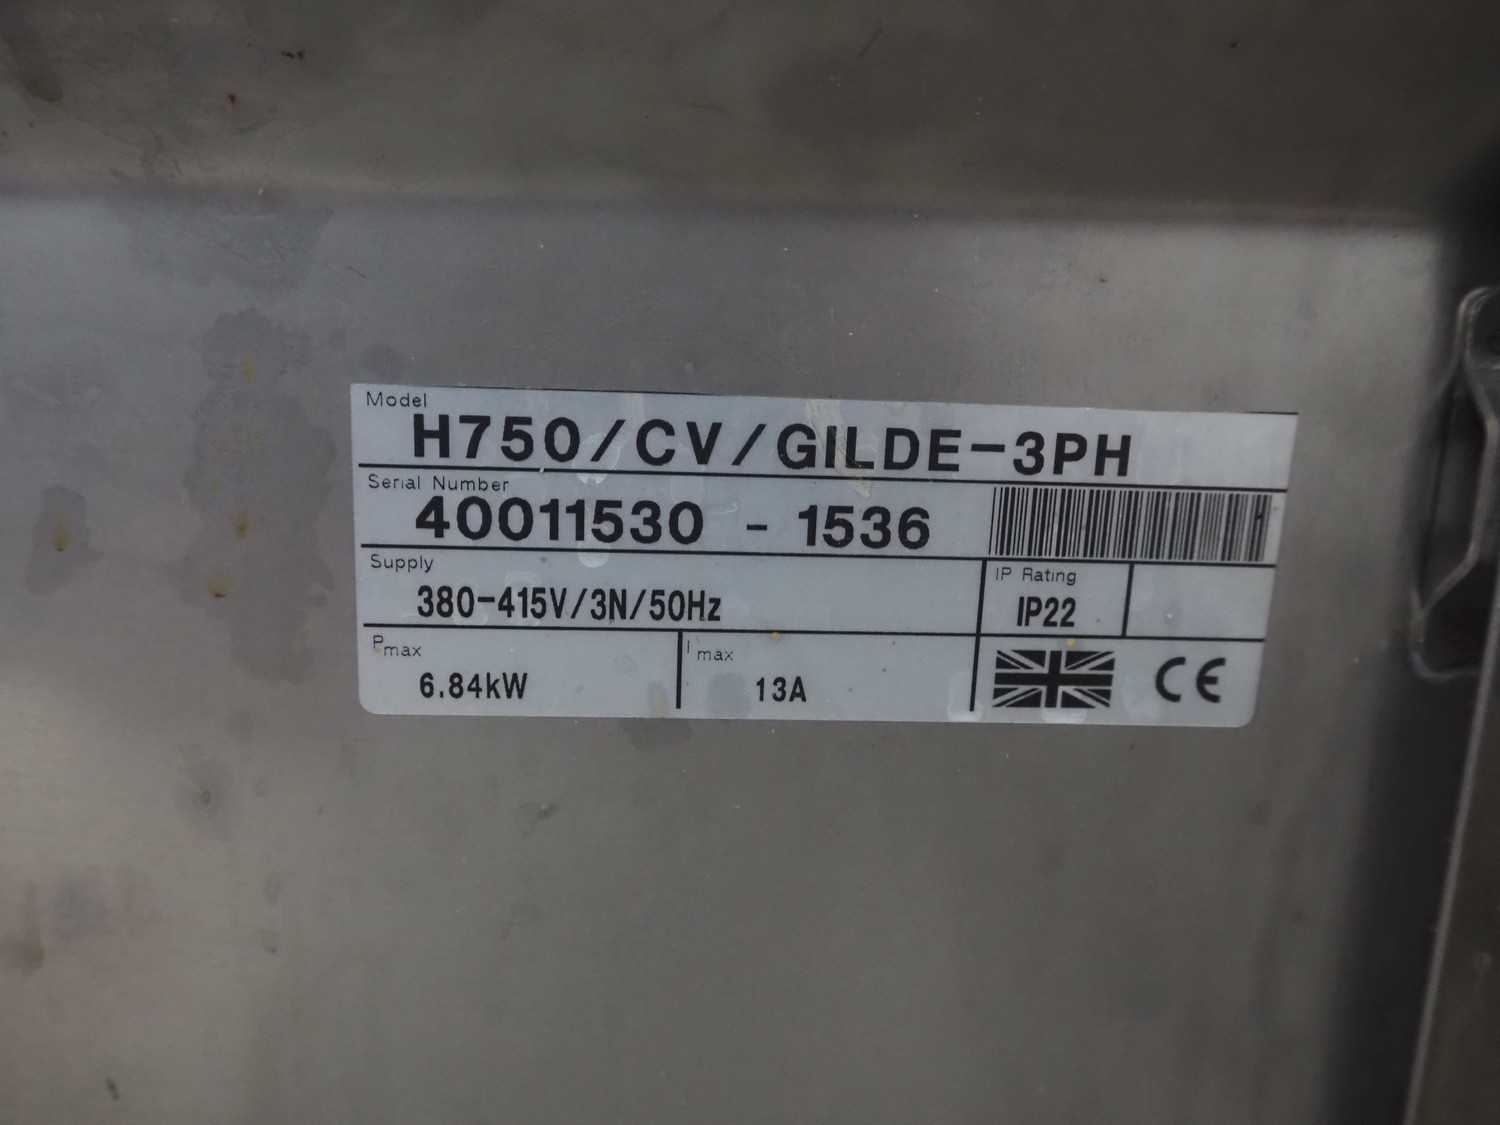 Model
H750/CV/GILDE-3PH
Serial Number
40011530 - 1536
Supply
380-415V/3N/50Hz
IP Rating
IP22
Pmax
6.84kW
I max
13A
CE